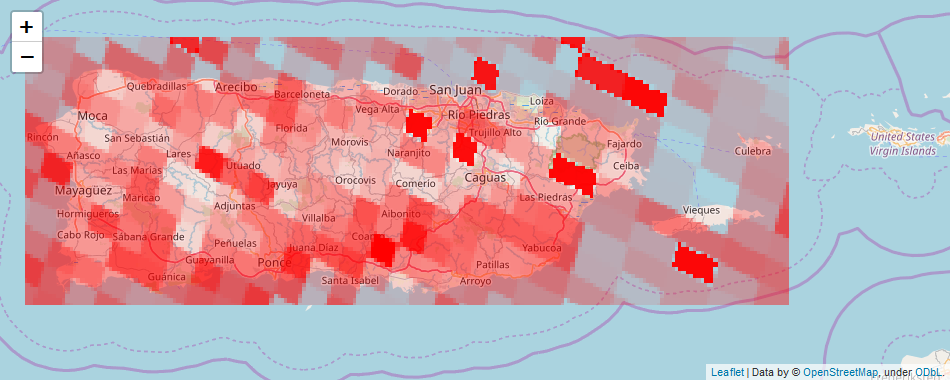 +
−
Quebradillas
Arecibo
Barceloneta
Dorado
San Juan
Loíza
Moca
Vega Alta
Río Piedras
Río Grande
Rincón
San Sebastián
Florida
Morovis
Trujillo Alto
Fajardo
United States
Virgin Islands
Añasco
Lares
Naranjito
Culebra
Las Marías
Utuado
Ceiba
Mayagüez
Jayuya
Orocovis
Comerío
Caguas
Maricao
Adjuntas
Las Piedras
Hormigueros
Villalba
Aibonito
Vieques
Cabo Rojo
Sabana Grande
Peñuelas
Coa
Juana Díaz
Yabucoa
Guayanilla
Ponce
Patillas
Guánica
Santa Isabel
Arroyo
Leaflet | Data by © OpenStreetMap, under ODbL.